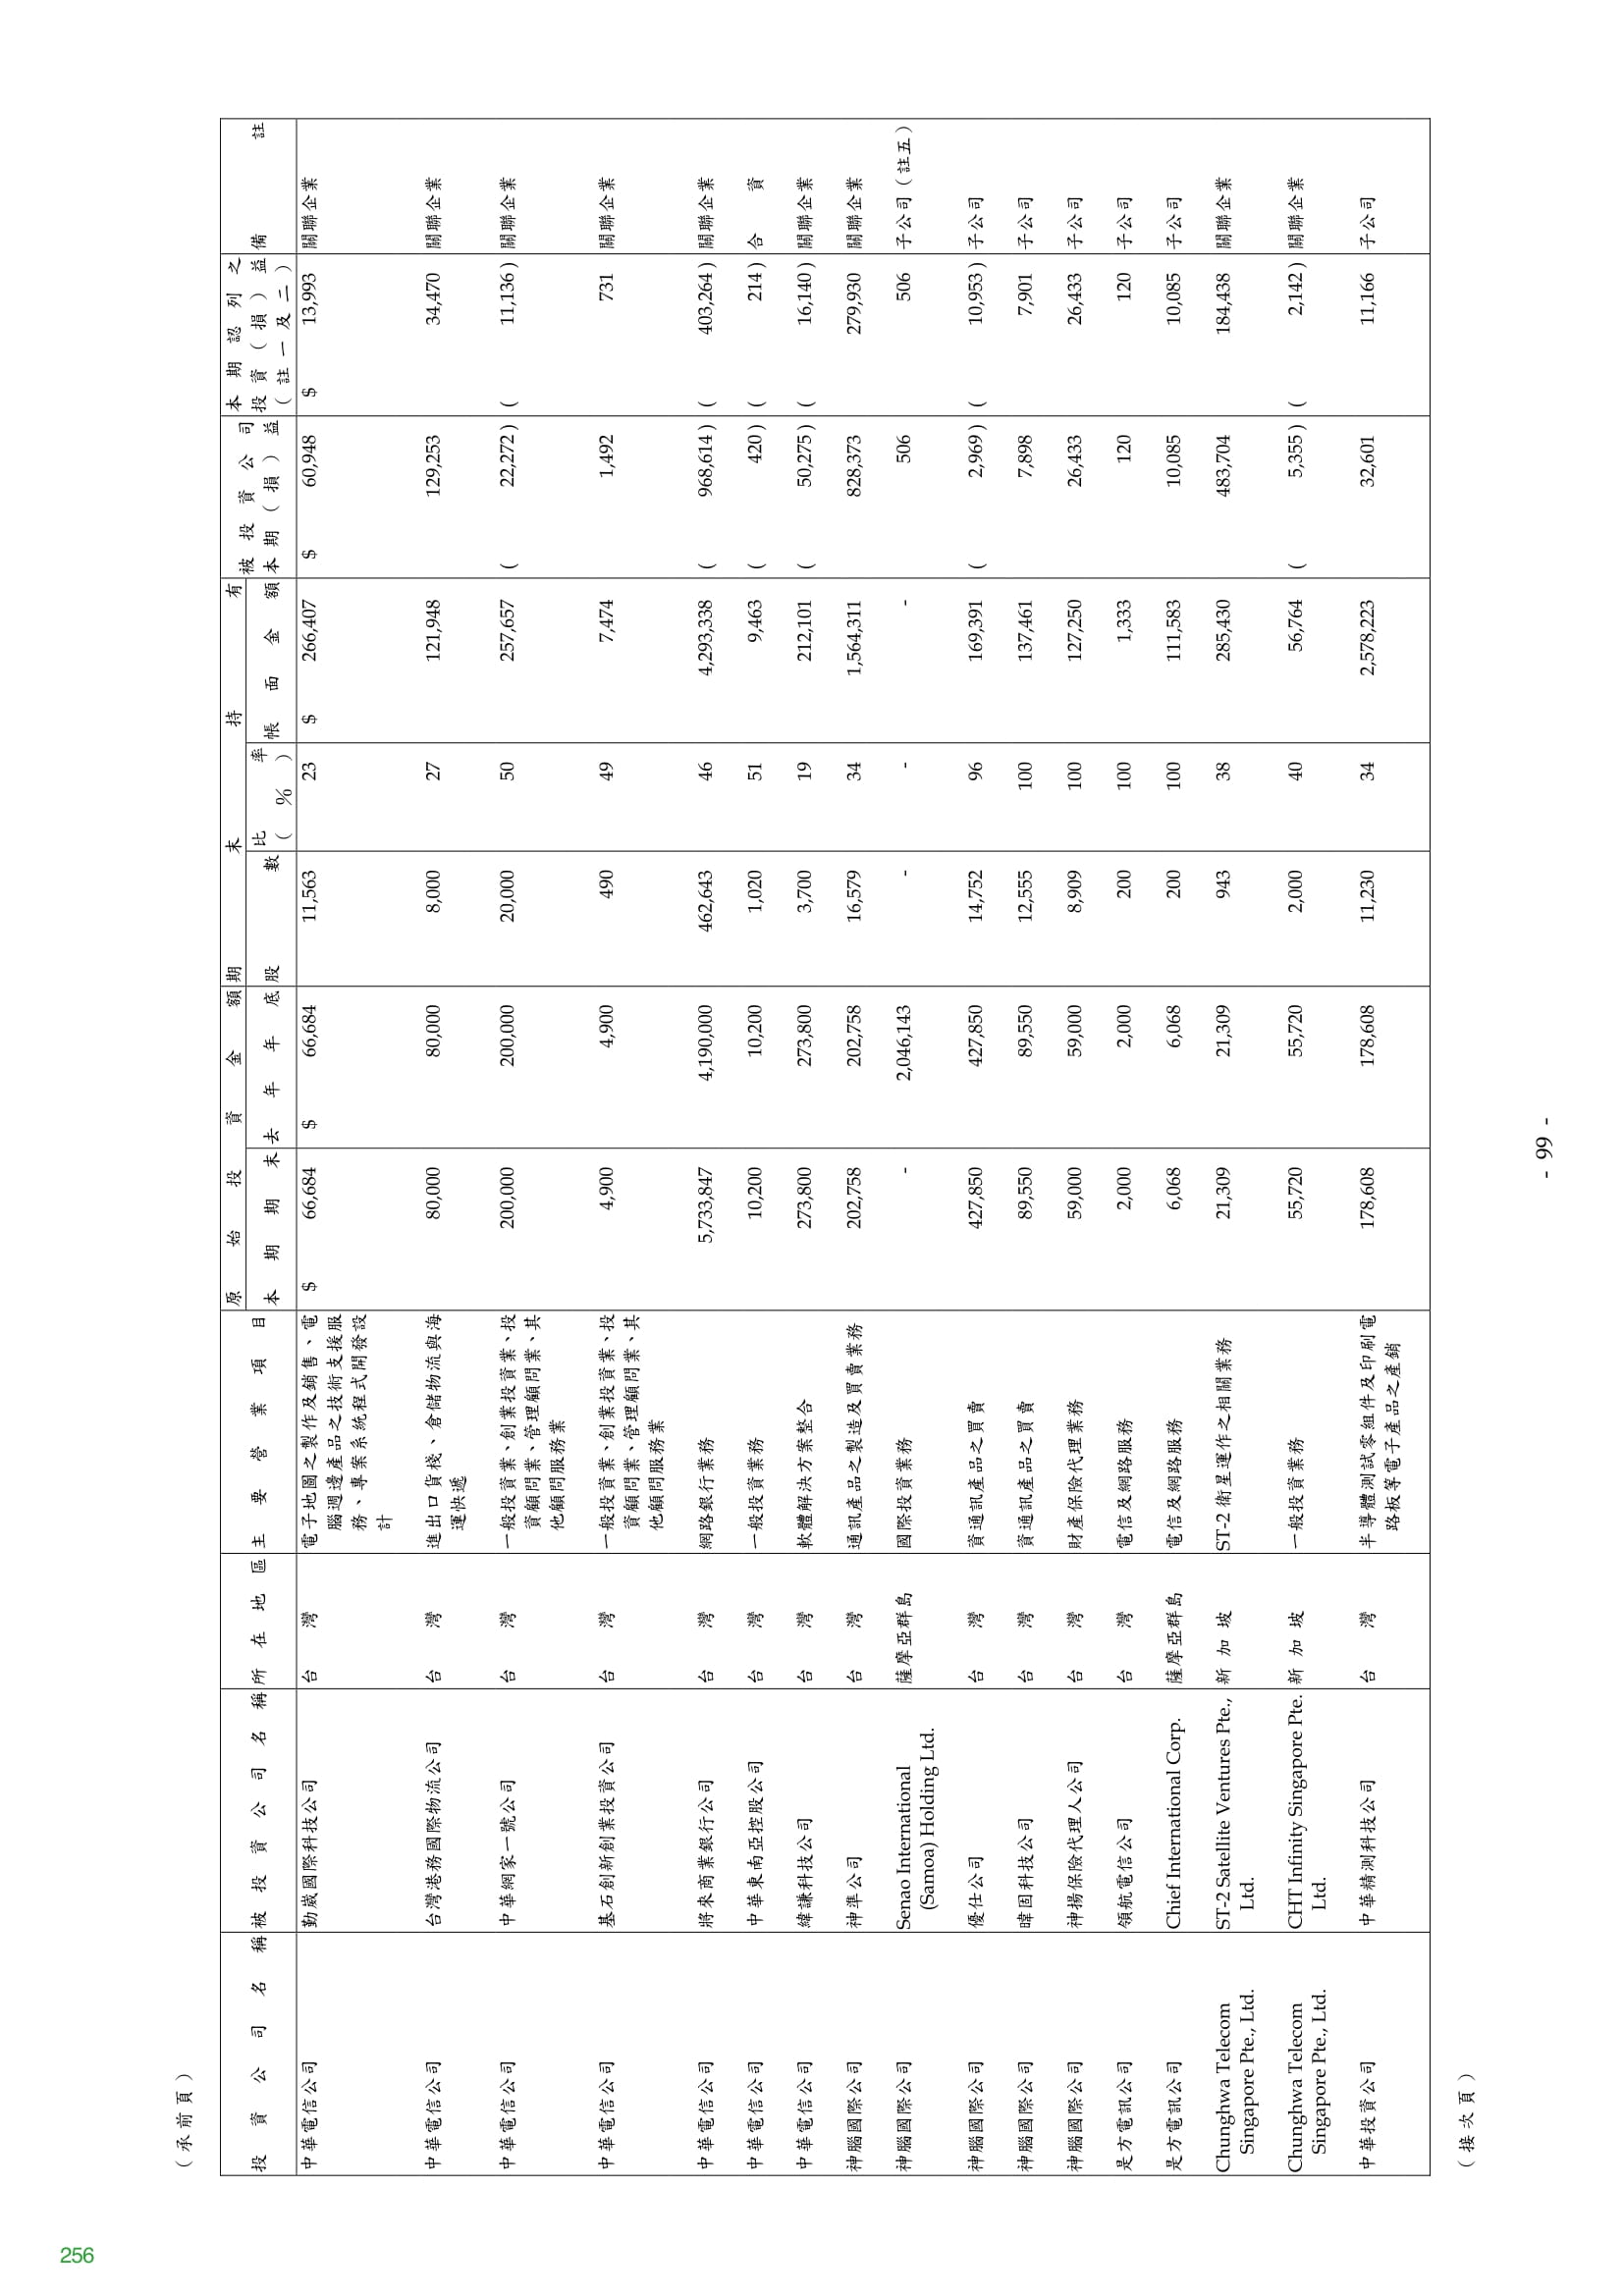 （承前頁）
投資公司名稱 被投資公司名稱 所在地區 主要營業項目 原始投資金額 期末持有 被投資公司本期（損）益 本期認列之投資（損）益（註一及二） 備註
本期期末 去年年底 股數 比率（%） 帳面金額
中華電信公司 勤崴國際科技公司 台灣 電子地圖之製作及銷售、電 $ 66,684 $ 66,684 11,563 23 $ 266,407 $ 60,948 $ 13,993 關聯企業
腦週邊產品之技術支援服
務、專案系統程式開發設
計
中華電信公司 台灣港務國際物流公司 台灣 進出口貨棧、倉儲物流與海 80,000 80,000 8,000 27 121,948 129,253 34,470 關聯企業
運快遞
中華電信公司 中華網家一號公司 台灣 一般投資業、創業投資業、投 200,000 200,000 20,000 50 257,657 ( 22,272 ) ( 11,136 ) 關聯企業
資顧問業、管理顧問業、其
他顧問服務業
中華電信公司 基石創新創業投資公司 台灣 一般投資業、創業投資業、投 4,900 4,900 490 49 7,474 1,492 731 關聯企業
資顧問業、管理顧問業、其
他顧問服務業
中華電信公司 將來商業銀行公司 台灣 網路銀行業務 5,733,847 4,190,000 462,643 46 4,293,338 ( 968,614 ) ( 403,264 ) 關聯企業
中華電信公司 中華東南亞控股公司 台灣 一般投資業務 10,200 10,200 1,020 51 9,463 ( 420 ) ( 214 ) 合資
中華電信公司 緯謙科技公司 台灣 軟體解決方案整合 273,800 273,800 3,700 19 212,101 ( 50,275 ) ( 16,140 ) 關聯企業
神腦國際公司 神準公司 台灣 通訊產品之製造及買賣業務 202,758 202,758 16,579 34 1,564,311 828,373 279,930 關聯企業
神腦國際公司 Senao International 薩摩亞群島 國際投資業務 - 2,046,143 - - - 506 506 子公司（註五）
(Samoa) Holding Ltd.
神腦國際公司 優仕公司 台灣 資通訊產品之買賣 427,850 427,850 14,752 96 169,391 ( 2,969 ) ( 10,953 ) 子公司
神腦國際公司 暐固科技公司 台灣 資通訊產品之買賣 89,550 89,550 12,555 100 137,461 7,898 7,901 子公司
神腦國際公司 神揚保險代理人公司 台灣 財產保險代理業務 59,000 59,000 8,909 100 127,250 26,433 26,433 子公司
是方電訊公司 領航電信公司 台灣 電信及網路服務 2,000 2,000 200 100 1,333 120 120 子公司
是方電訊公司 Chief International Corp. 薩摩亞群島 電信及網路服務 6,068 6,068 200 100 111,583 10,085 10,085 子公司
Chunghwa Telecom ST-2 Satellite Ventures Pte., 新加坡 ST-2 衛星運作之相關業務 21,309 21,309 943 38 285,430 483,704 184,438 關聯企業
Singapore Pte., Ltd. Ltd.
Chunghwa Telecom CHT Infinity Singapore Pte. 新加坡 一般投資業務 55,720 55,720 2,000 40 56,764 ( 5,355 ) ( 2,142 ) 關聯企業
Singapore Pte., Ltd. Ltd.
中華投資公司 中華精測科技公司 台灣 半導體測試零組件及印刷電 178,608 178,608 11,230 34 2,578,223 32,601 11,166 子公司
路板等電子產品之產銷
（接次頁）
- 99 -
256